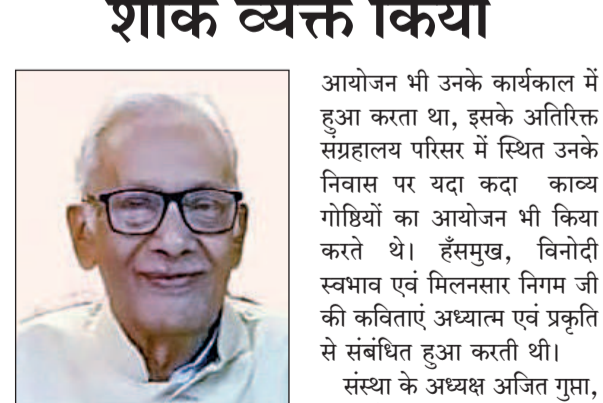 शोक व्यक्त किया
आयोजन भी उनके कार्यकाल में
हुआ करता था, इसके अतिरिक्त
संग्रहालय परिसर में स्थित उनके
निवास पर यदा कदा काव्य
गोष्ठियों का आयोजन भी किया
करते थे। हँसमुख, विनोदी
स्वभाव एवं मिलनसार निगम जी
की कविताएं अध्यात्म एवं प्रकृति
से संबंधित हुआ करती थी।
संस्था के अध्यक्ष अजित गुप्ता,